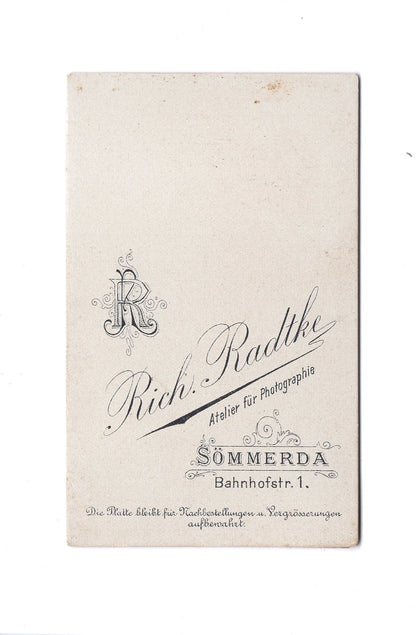 RR
Rich. Radtke
Atelier für Photographie
SÖMMERDA
Bahnhofstr. 1.
Die Platte bleibt für Nachbestellungen u. Vergrösserungen
aufbewahrt.